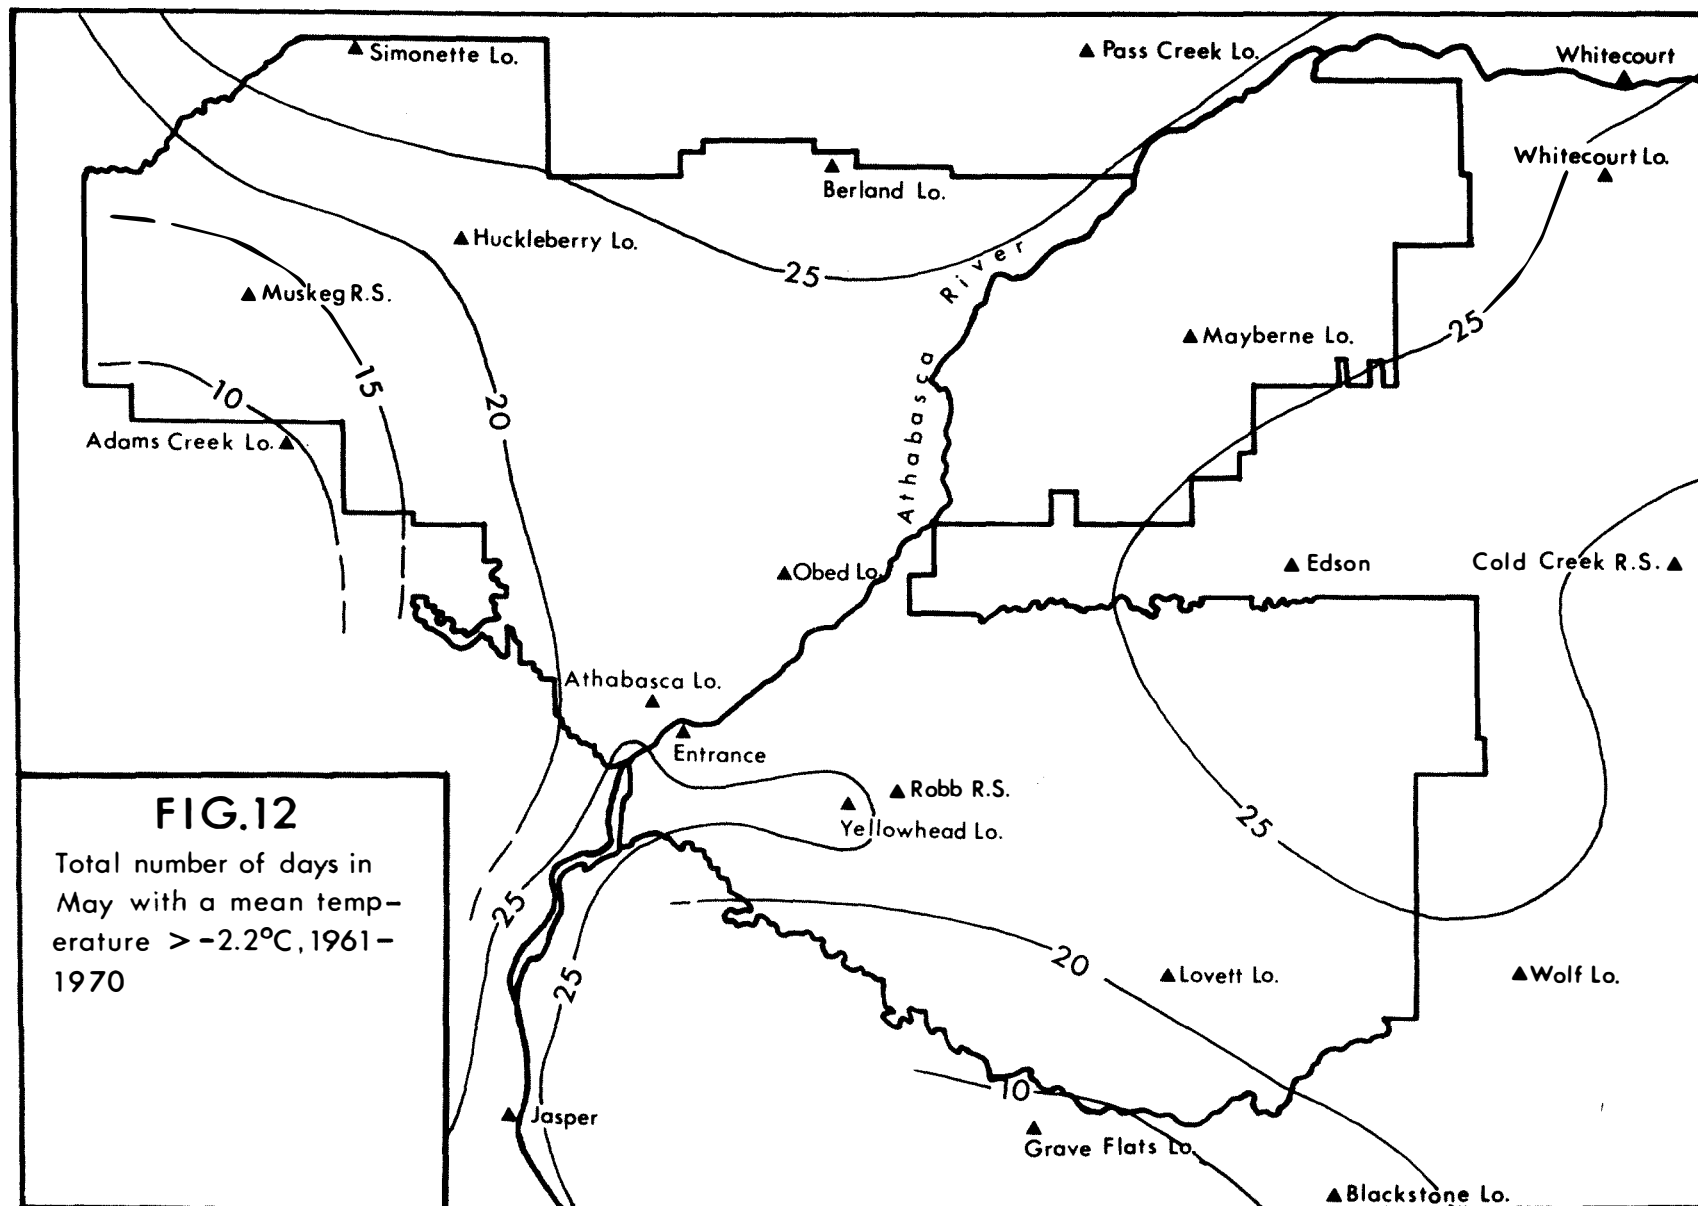 Simonette Lo.
Pass Creek Lo.
Whitecourt
Whitecourt Lo.
Berland Lo.
Huckleberry Lo.
25
River
Muskeg R.S.
Mayberne Lo.
25
15
10
20
Athabasca
Adams Creek Lo.
Obed Lo.
Edson
Cold Creek R.S.
Athabasca Lo.
Entrance
Robb R.S.
Yellowhead Lo.
25
FIG.12
Total number of days in
May with a mean temp–
erature > –2.2°C, 1961–
1970
25
25
20
Lovett Lo.
Wolf Lo.
10
Jasper
Grave Flats Lo.
Blackstone Lo.